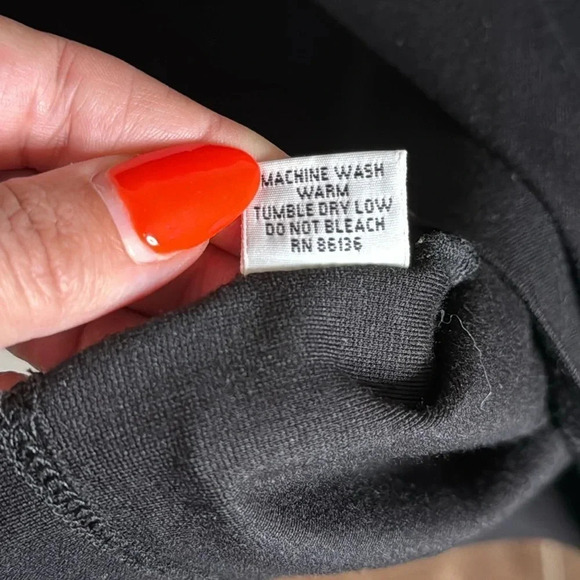 MACHINE WASH
WARM
TUMBLE DRY LOW
DO NOT BLEACH
RN 86136